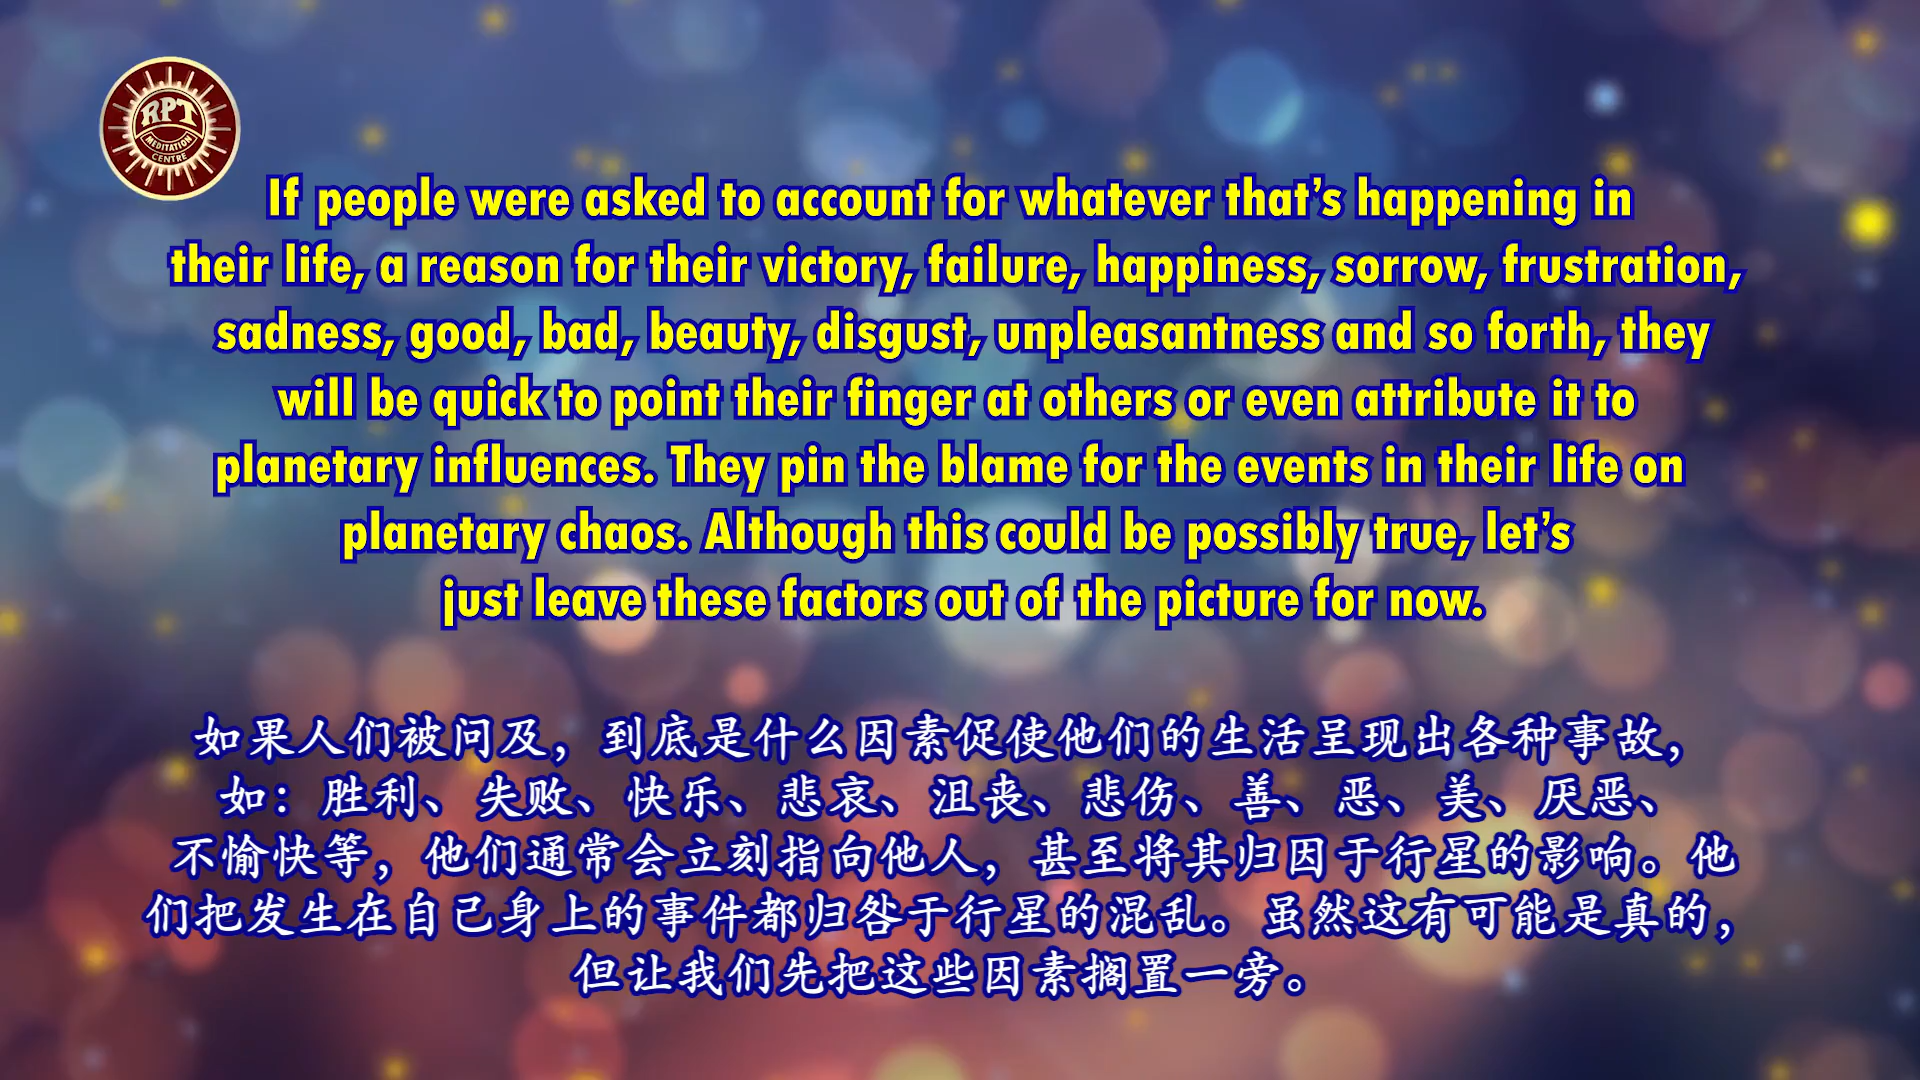 RPT
MEDITATION
CENTRE
If people were asked to account for whatever that’s happening in
their life, a reason for their victory, failure, happiness, sorrow, frustration,
sadness, good, bad, beauty, disgust, unpleasantness and so forth, they
will be quick to point their finger at others or even attribute it to
planetary influences. They pin the blame for the events in their life on
planetary chaos. Although this could be possibly true, let’s
just leave these factors out of the picture for now.
如果人们被问及，到底是什么因素促使他们的生活呈现出各种事故，
如：胜利、失败、快乐、悲哀、沮丧、悲伤、善、恶、美、厌恶、
不愉快等，他们通常会立刻指向他人，甚至将其归因于行星的影响。他
们把发生在自己身上的事件都归咎于行星的混乱。虽然这有可能是真的，
但让我们先把这些因素搁置一旁。